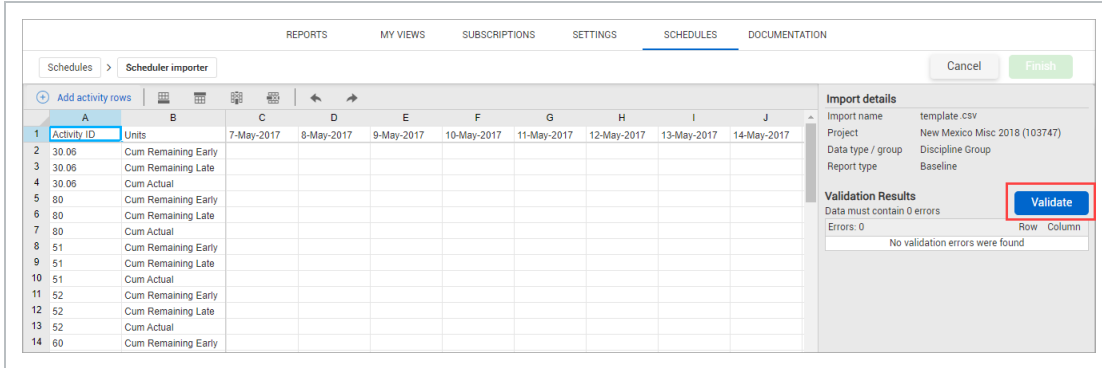 REPORTS MY VIEWS SUBSCRIPTIONS SETTINGS SCHEDULES DOCUMENTATION
Schedules > Scheduler importer Cancel Finish
Add activity rows
A B C D E F G H I J
1 Activity ID Units 7-May-2017 8-May-2017 9-May-2017 10-May-2017 11-May-2017 12-May-2017 13-May-2017 14-May-2017
2 30.06 Cum Remaining Early
3 30.06 Cum Remaining Late
4 30.06 Cum Actual
5 80 Cum Remaining Early
6 80 Cum Remaining Late
7 80 Cum Actual
8 51 Cum Remaining Early
9 51 Cum Remaining Late
10 51 Cum Actual
11 52 Cum Remaining Early
12 52 Cum Remaining Late
13 52 Cum Actual
14 60 Cum Remaining Early
Import details
Import name template.csv
Project New Mexico Misc 2018 (103747)
Data type / group Discipline Group
Report type Baseline
Validation Results
Data must contain 0 errors
Validate
Errors: 0 Row Column
No validation errors were found